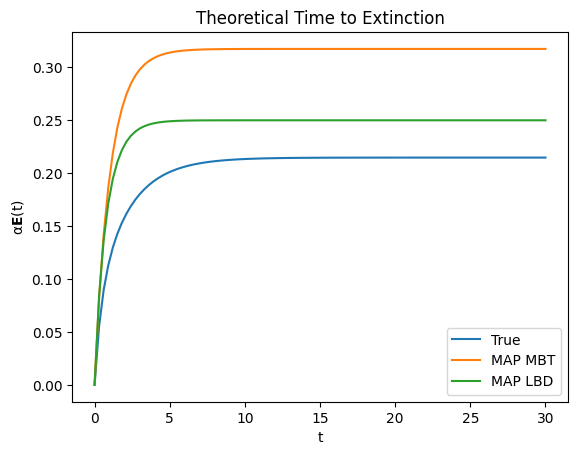 Theoretical Time to Extinction
0.30
0.25
0.20
0.15
0.10
0.05
0.00
α𝐄(t)
0 5 10 15 20 25 30
t
True
MAP MBT
MAP LBD